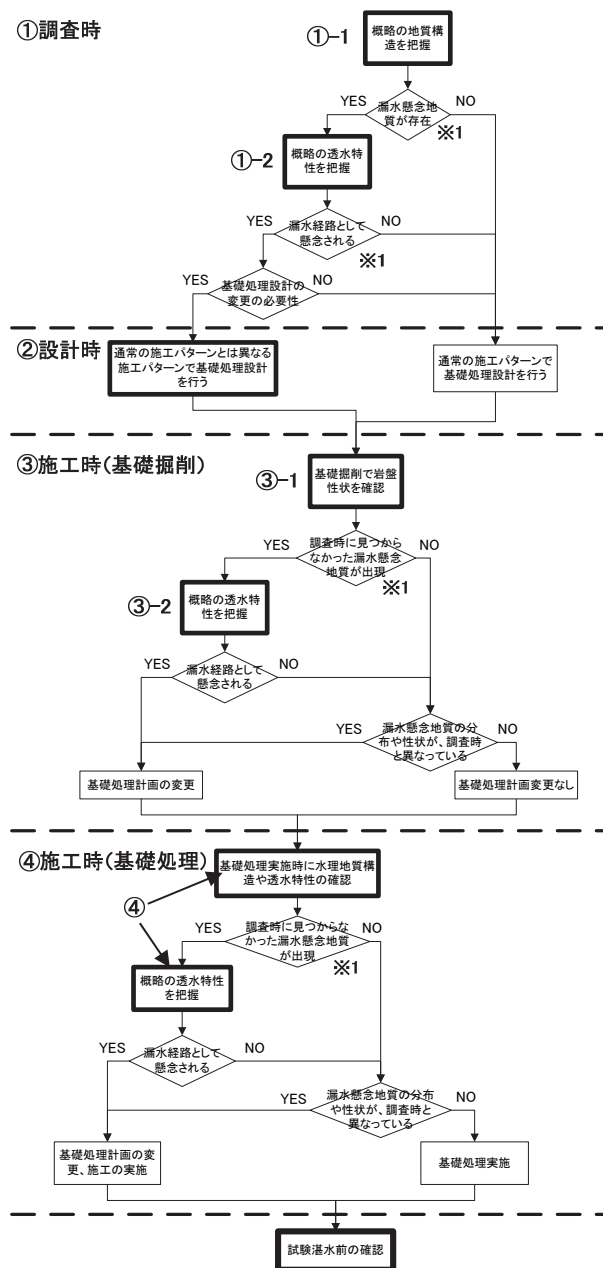 ①調査時
①-1
概略の地質構
造を把握
YES
漏水懸念地
質が存在
NO
※1
①-2
概略の透水特
性を把握
YES
漏水経路として
懸念される
NO
※1
YES
基礎処理設計の
変更の必要性
NO
②設計時
通常の施工パターンとは異なる
施工パターンで基礎処理設計
を行う
通常の施工パターンで
基礎処理設計を行う
③施工時(基礎掘削)
③-1
基礎掘削で岩盤
性状を確認
YES
調査時に見つから
なかった漏水懸念
地質が出現
NO
※1
③-2
概略の透水特
性を把握
YES
漏水経路として
懸念される
NO
YES
漏水懸念地質の分
布や性状が、調査時
と異なっている
NO
基礎処理計画の変更
基礎処理計画変更なし
④施工時(基礎処理)
基礎処理実施時に水理地質構
造や透水特性の確認
④
YES
調査時に見つからな
かった漏水懸念地質
が出現
NO
※1
概略の透水特性
を把握
YES
漏水経路として
懸念される
NO
YES
漏水懸念地質の分布
や性状が、調査時と
異なっている
NO
基礎処理計画の変
更、施工の実施
基礎処理実施
試験湛水前の確認